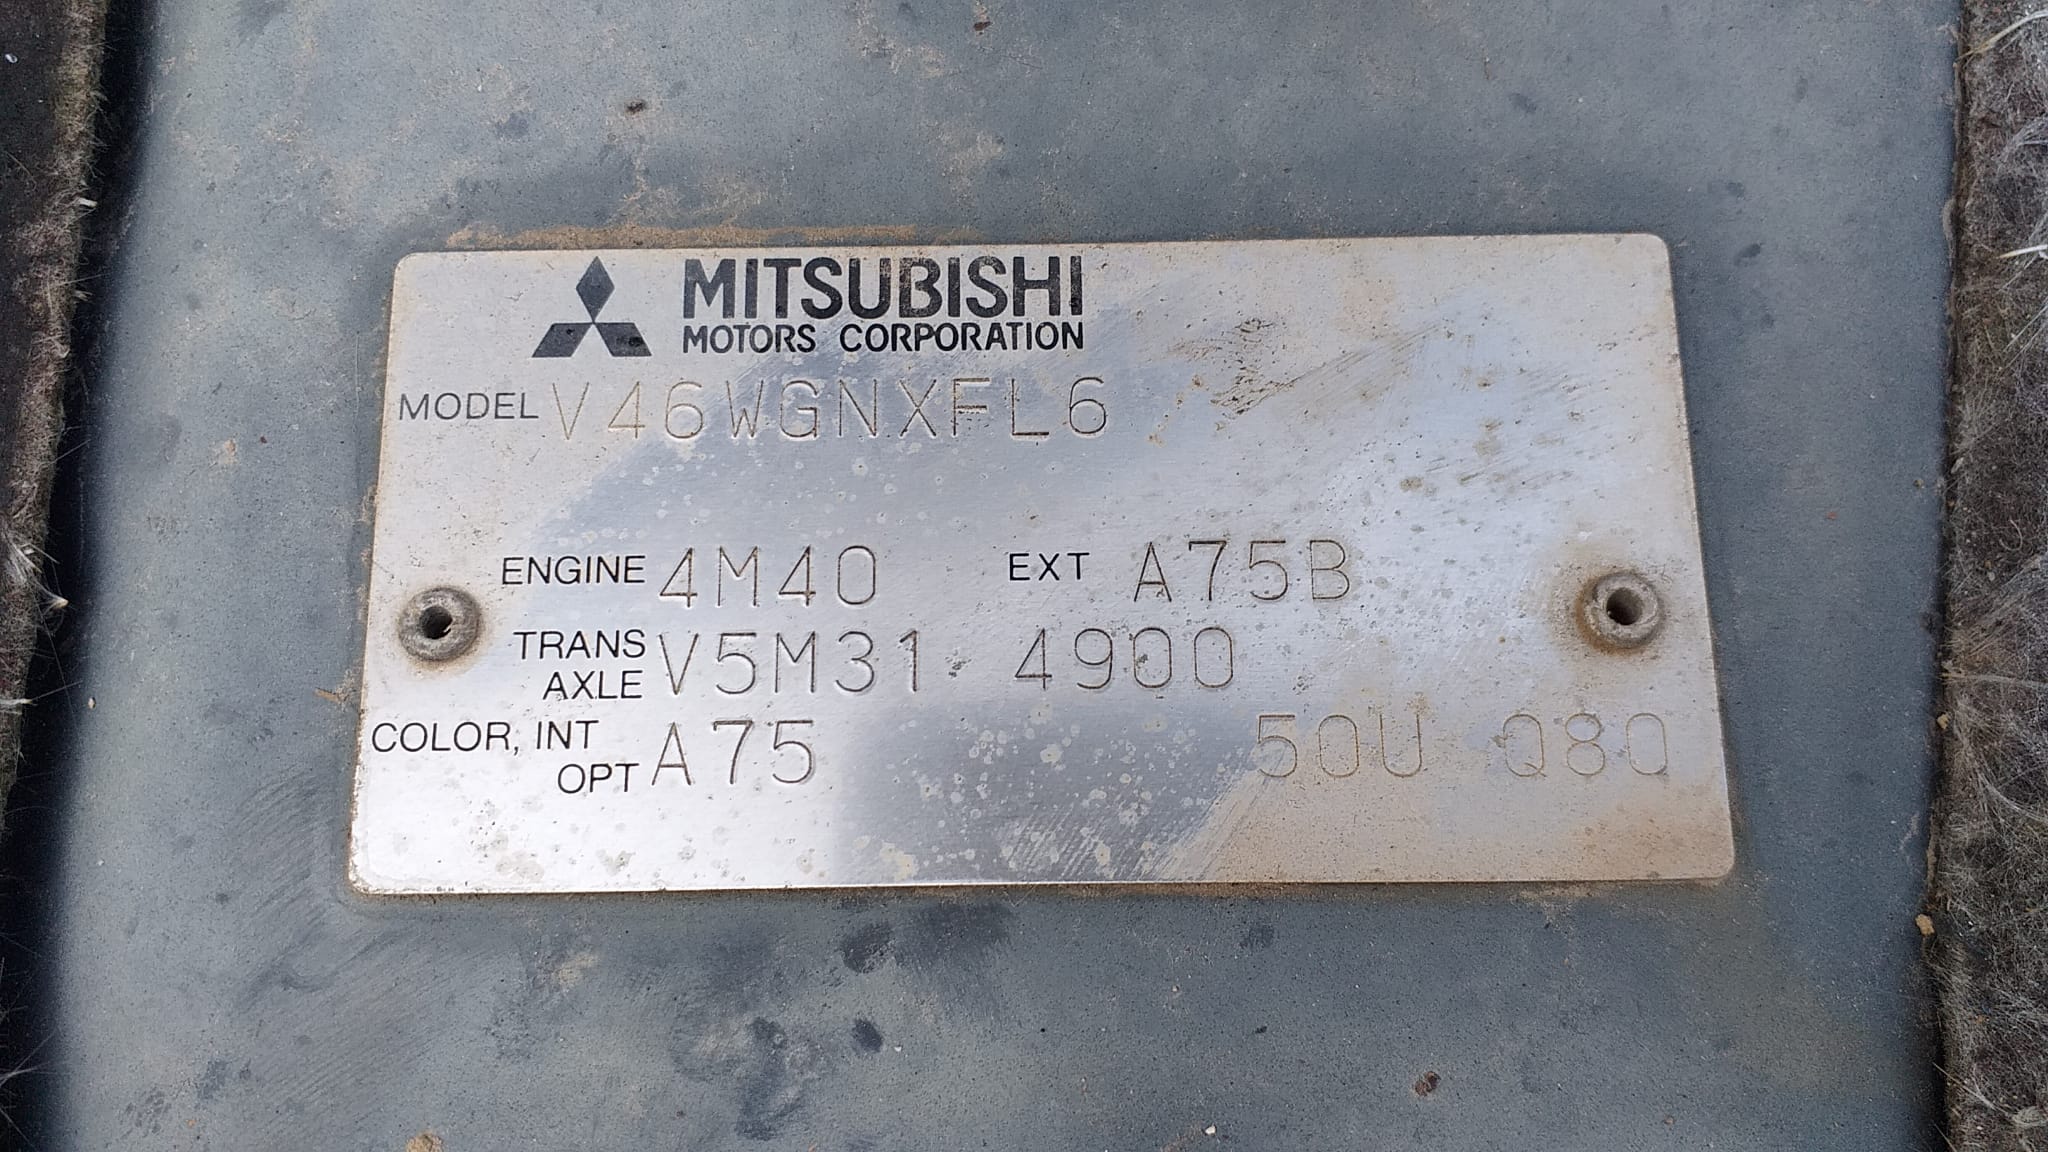 MITSUBISHI
MOTORS CORPORATION
MODEL V46WGNXFL6
ENGINE 4M40 EXT A75B
TRANS
AXLE V5M31 4900
COLOR, INT
OPT A75 50U Q80